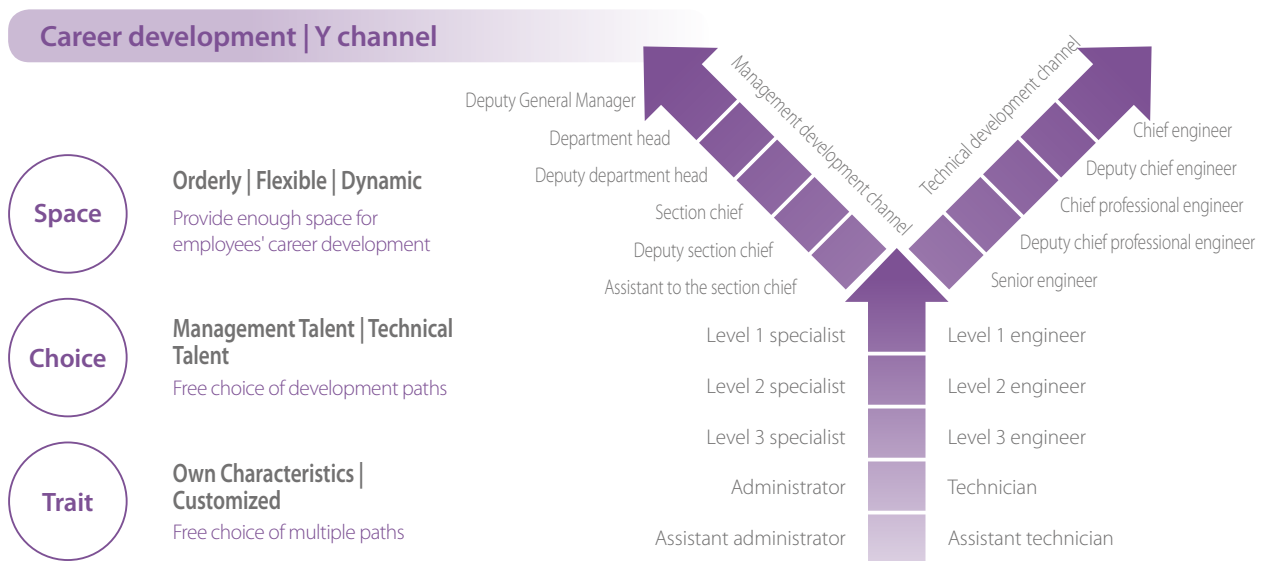 Career development | Y channel
Space
Orderly | Flexible | Dynamic
Provide enough space for
employees' career development
Choice
Management Talent | Technical
Talent
Free choice of development paths
Trait
Own Characteristics |
Customized
Free choice of multiple paths
Management development channel
Deputy General Manager
Department head
Deputy department head
Section chief
Deputy section chief
Assistant to the section chief
Technical development channel
Chief engineer
Deputy chief engineer
Chief professional engineer
Deputy chief professional engineer
Senior engineer
Level 1 specialist
Level 1 engineer
Level 2 specialist
Level 2 engineer
Level 3 specialist
Level 3 engineer
Administrator
Technician
Assistant administrator
Assistant technician